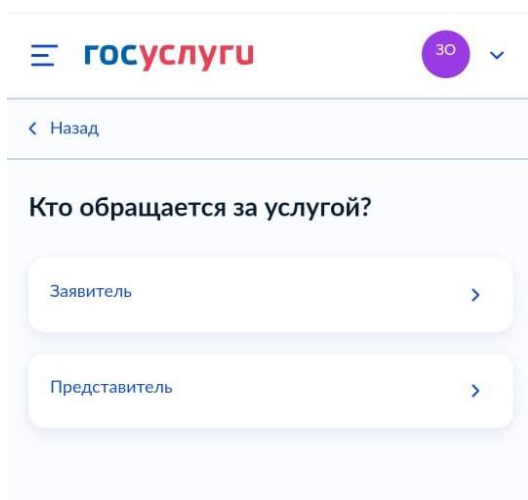 госуслуги
ЗО
Назад
Кто обращается за услугой?
Заявитель
Представитель